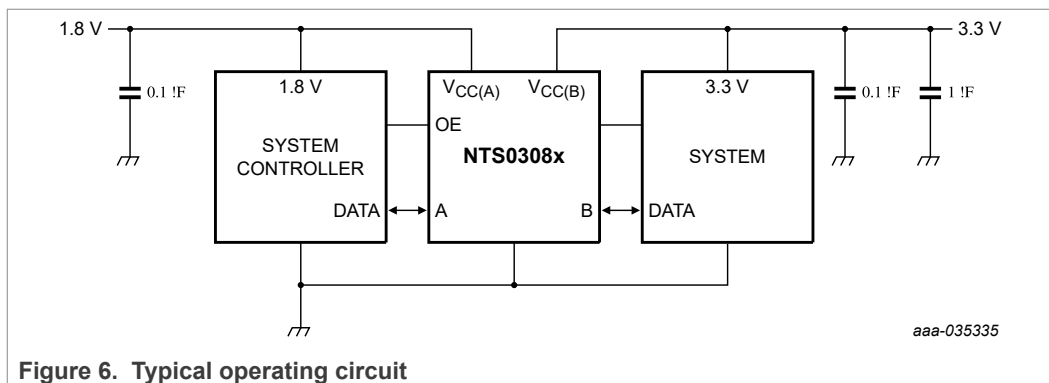 1.8 V
3.3 V
0.1 !F
1.8 V
SYSTEM
CONTROLLER
DATA
VCC(A)
VCC(B)
OE
NTS0308x
A
B
3.3 V
SYSTEM
DATA
0.1 !F
1 !F
aaa-035335
Figure 6. Typical operating circuit